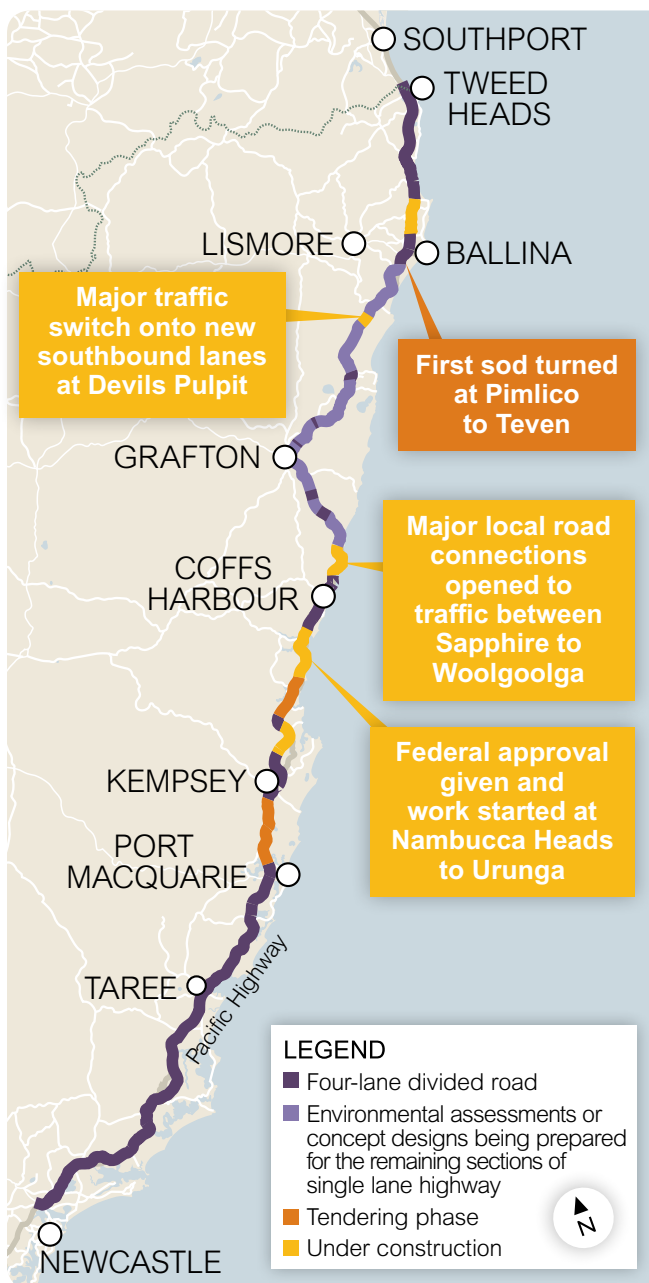 SOUTHPORT
TWEED
HEADS
LISMORE
BALLINA
Major traffic
switch onto new
southbound lanes
at Devils Pulpit
First sod turned
at Pimlico
to Teven
GRAFTON
Major local road
connections
opened to
traffic between
Sapphire to
Woolgoolga
COFFS
HARBOUR
Federal approval
given and
work started at
Nambucca Heads
to Urunga
KEMPSEY
PORT
MACQUARIE
TAREE
Pacific Highway
LEGEND
Four-lane divided road
Environmental assessments or
concept designs being prepared
for the remaining sections of
single lane highway
Tendering phase
Under construction
N
NEWCASTLE